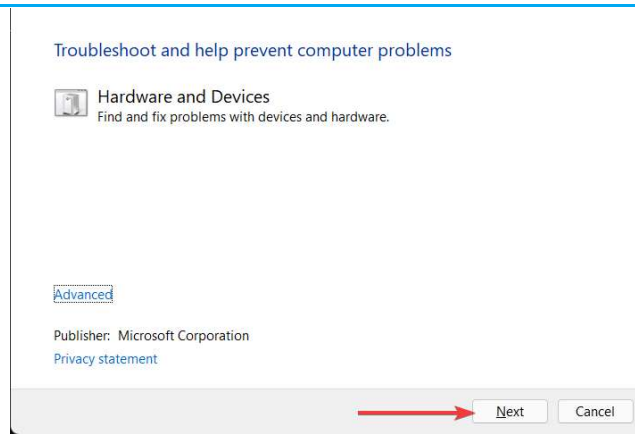 Troubleshoot and help prevent computer problems
Hardware and Devices
Find and fix problems with devices and hardware.
Advanced
Publisher: Microsoft Corporation
Privacy statement
Next Cancel